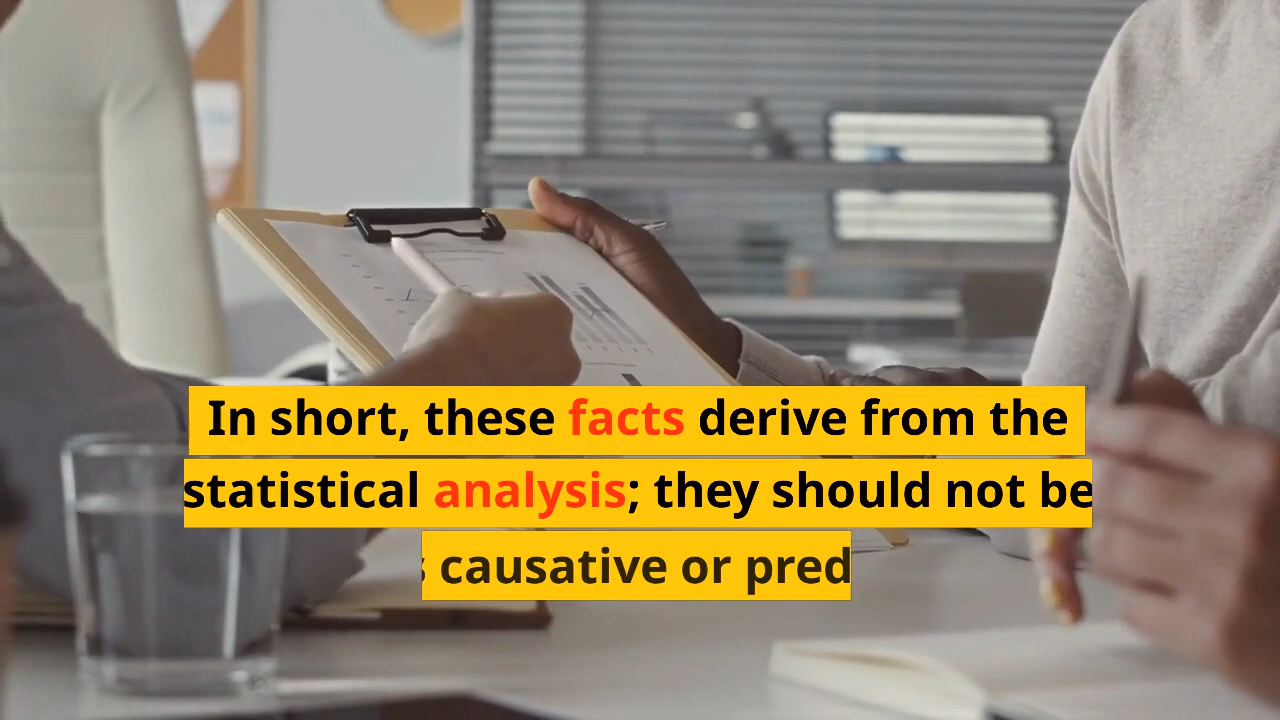 In short, these facts derive from the
statistical analysis; they should not be
causative or pred